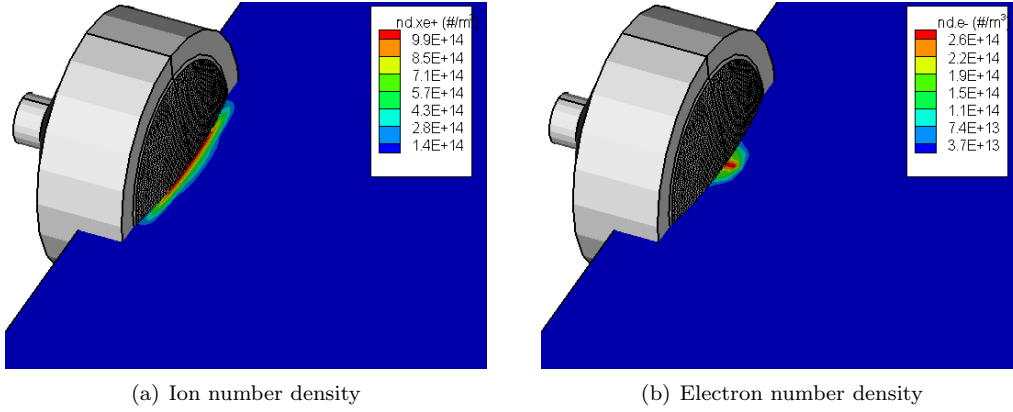 nd.xe+ (#/m³)
9.9E+14
8.5E+14
7.1E+14
5.7E+14
4.3E+14
2.8E+14
1.4E+14
nd.e- (#/m³)
2.6E+14
2.2E+14
1.9E+14
1.5E+14
1.1E+14
7.4E+13
3.7E+13
(a) Ion number density
(b) Electron number density